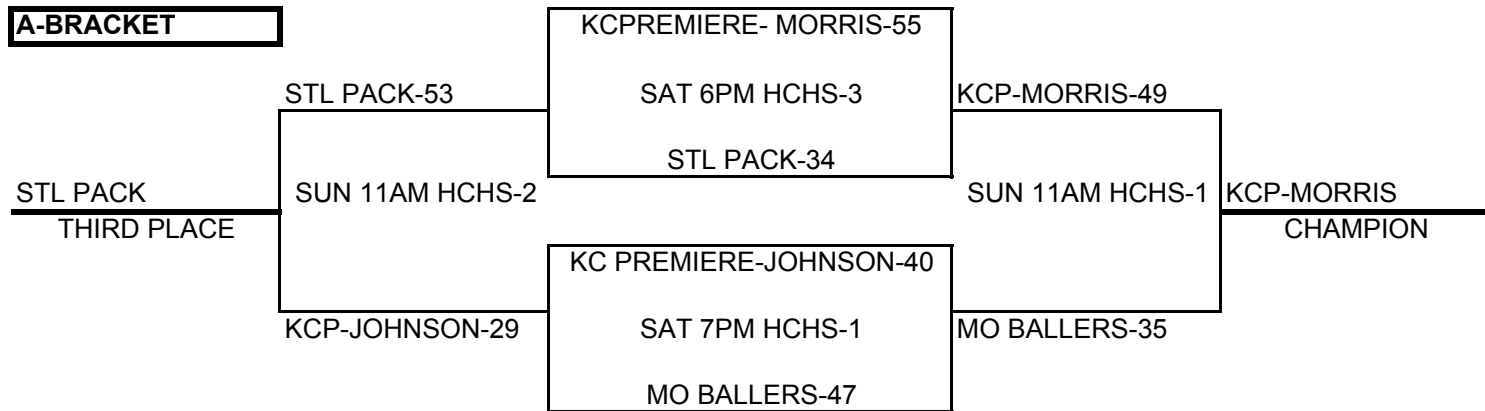 A-BRACKET
KCPREMIERE- MORRIS-55
STL PACK-53
SAT 6PM HCHS-3
KCP-MORRIS-49
STL PACK-34
STL PACK
SUN 11AM HCHS-2
SUN 11AM HCHS-1
KCP-MORRIS
THIRD PLACE
CHAMPION
KC PREMIERE-JOHNSON-40
KCP-JOHNSON-29
SAT 7PM HCHS-1
MO BALLERS-35
MO BALLERS-47